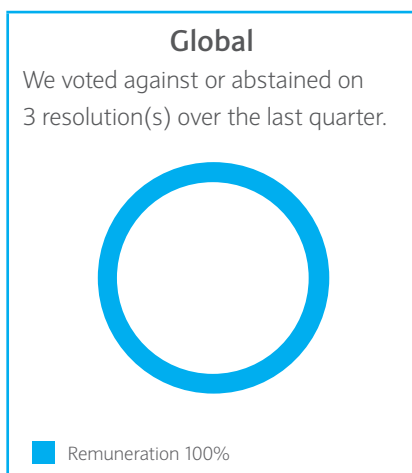 Global
We voted against or abstained on
3 resolution(s) over the last quarter.
Remuneration 100%